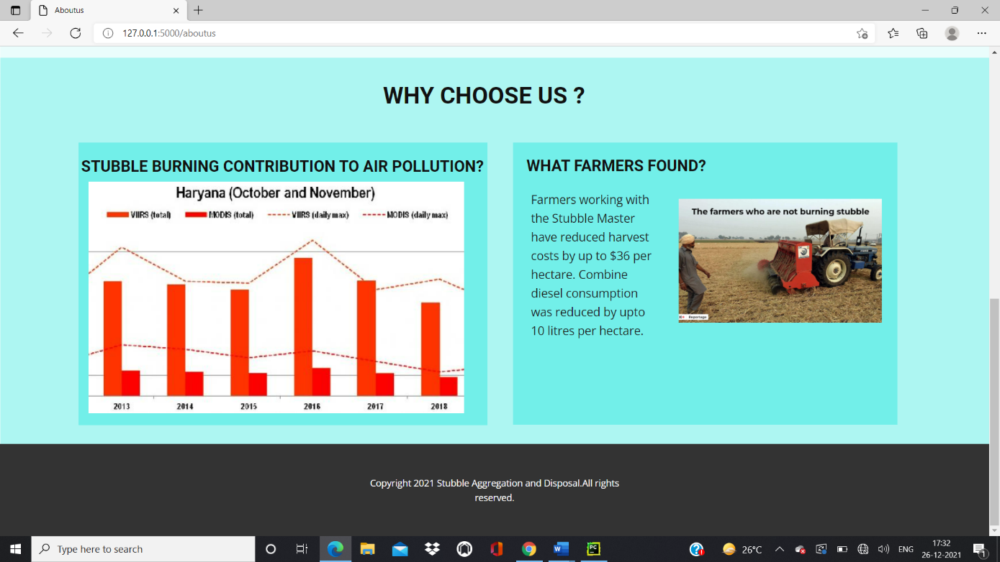 Aboutus
127.0.0.1:5000/aboutus
WHY CHOOSE US ?
STUBBLE BURNING CONTRIBUTION TO AIR POLLUTION?
Haryana (October and November)
VIIRS (total) MODIS (total) VIIRS (daily max) MODIS (daily max)
2013 2014 2015 2016 2017 2018
WHAT FARMERS FOUND?
Farmers working with
the Stubble Master
have reduced harvest
costs by up to $36 per
hectare. Combine
diesel consumption
was reduced by upto
10 litres per hectare.
The farmers who are not burning stubble
Reportage
Copyright 2021 Stubble Aggregation and Disposal.All rights
reserved.
Type here to search
W
PC
26°C
ENG
17:32
26-12-2021
1